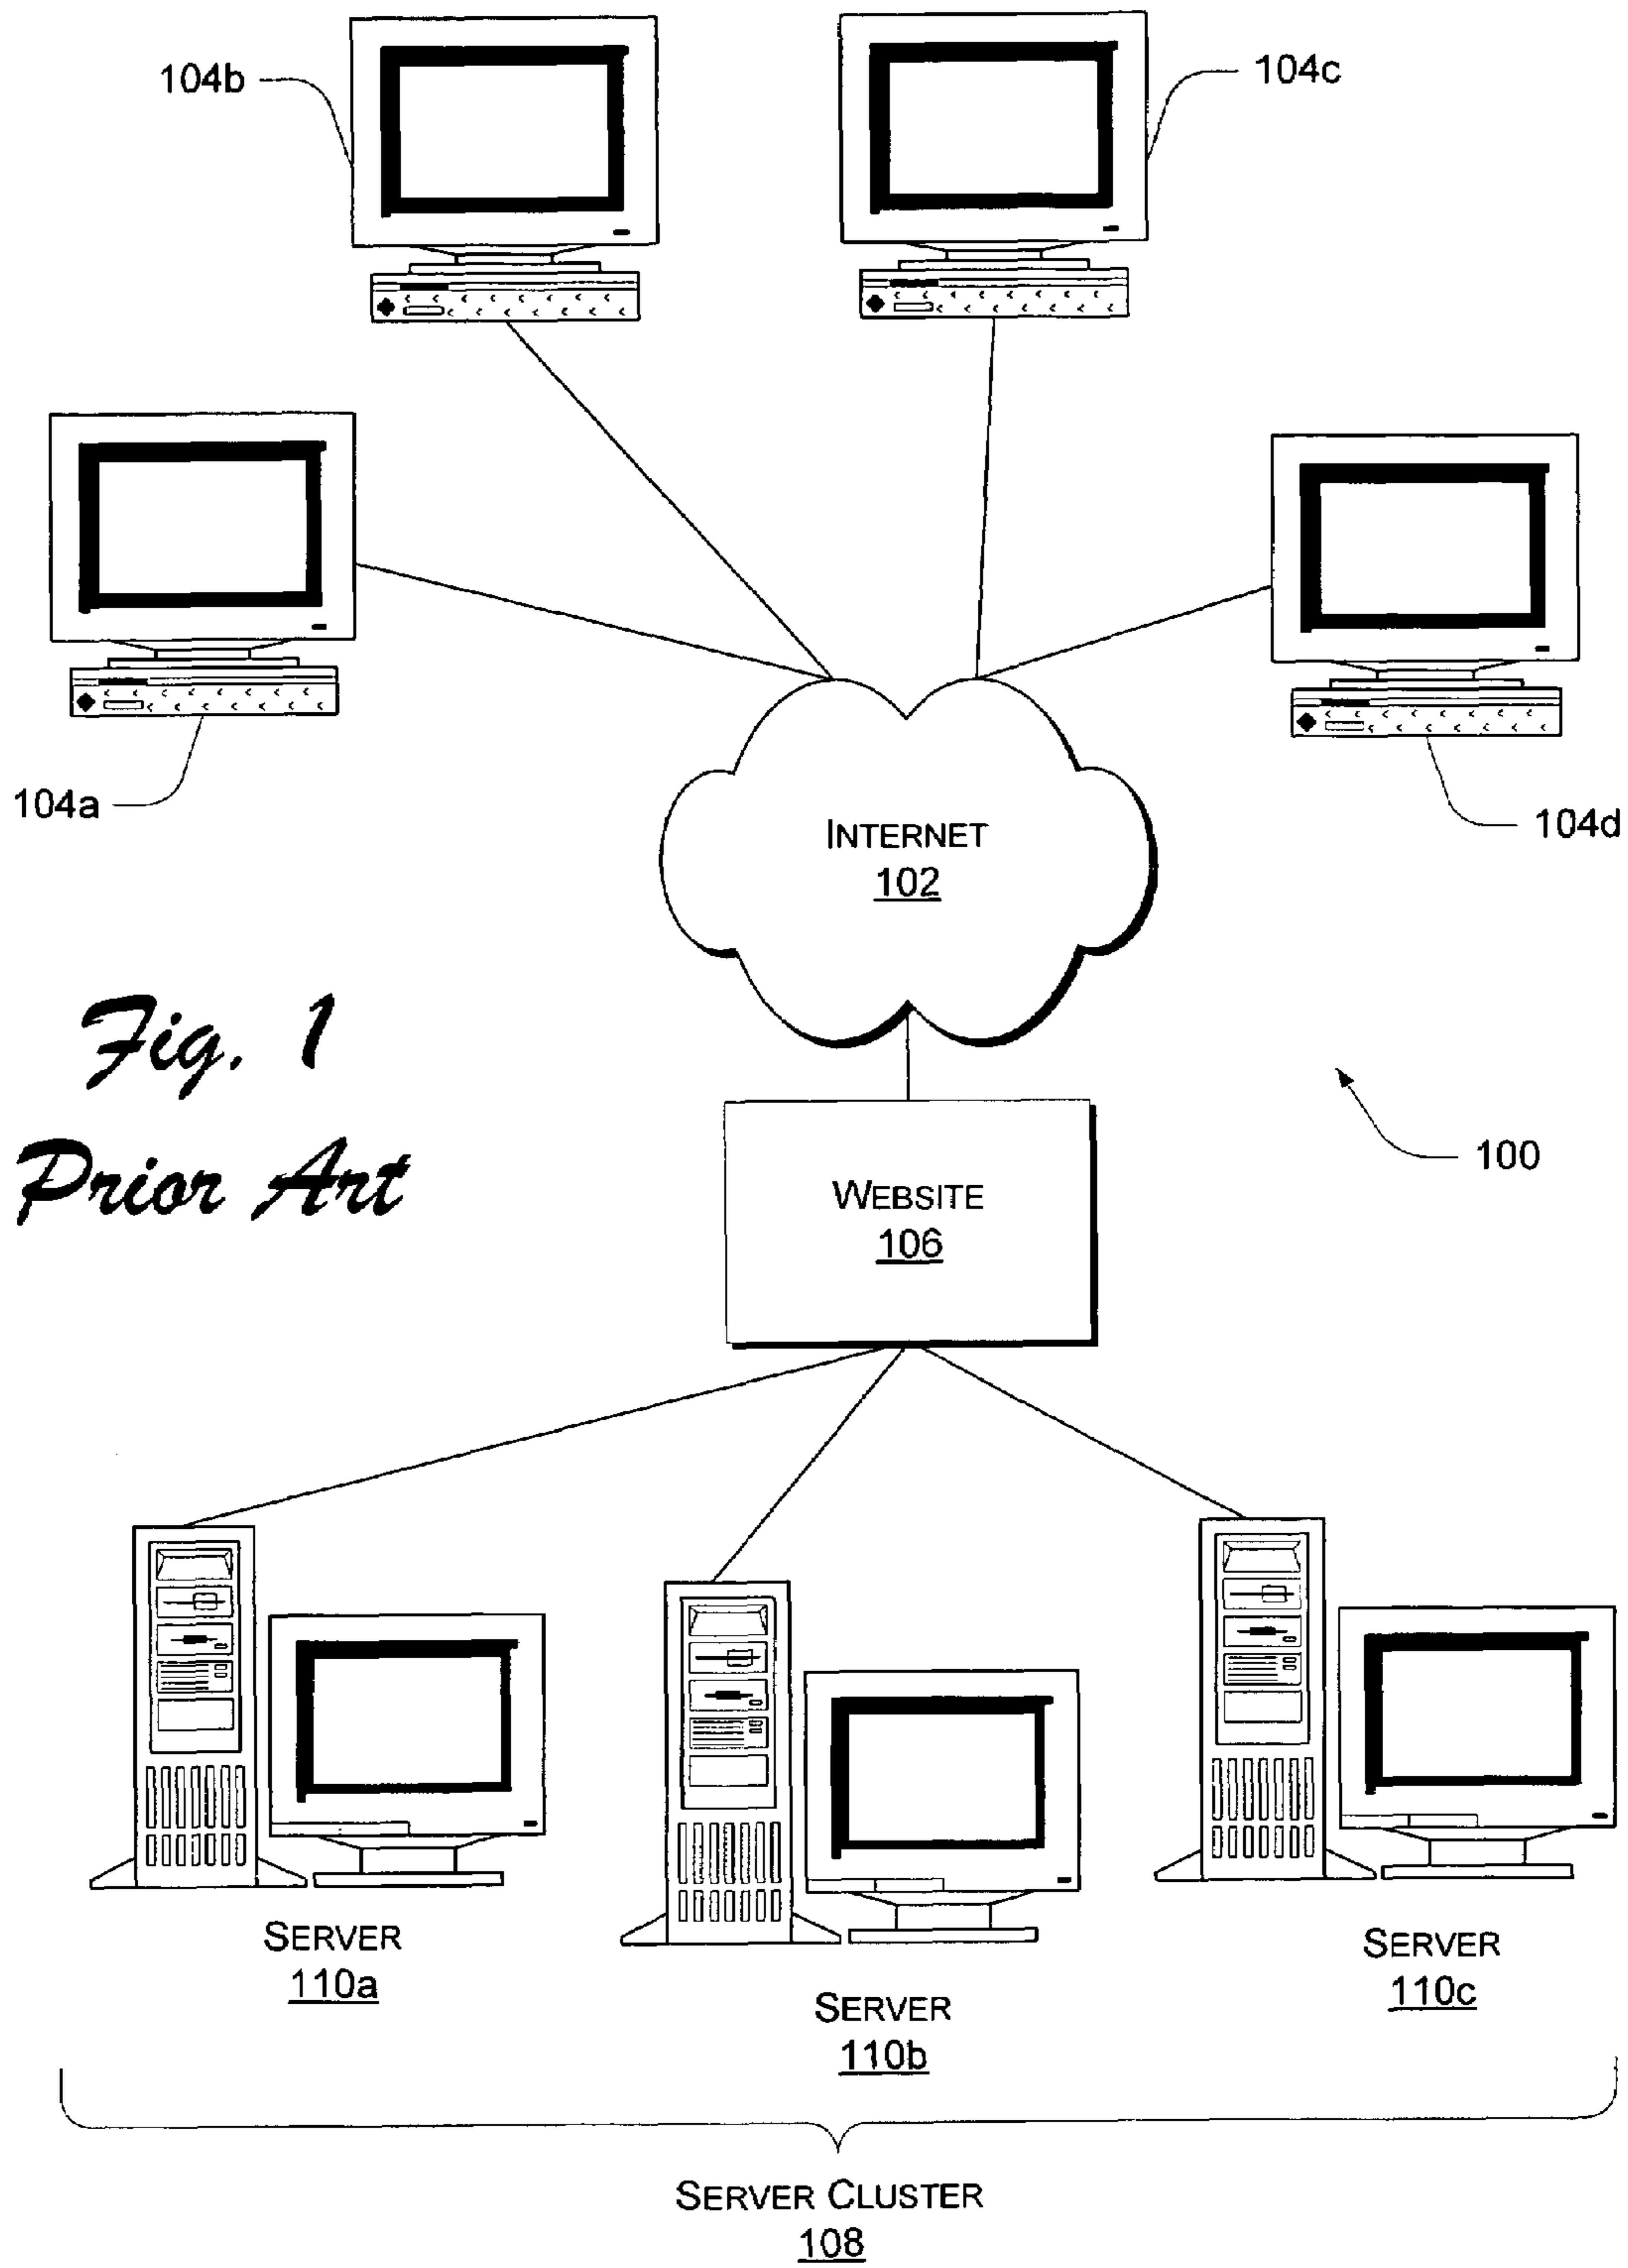 104b
104c
104a
104d
INTERNET
102
Fig. 1
Prior Art
100
WEBSITE
106
SERVER
110a
SERVER
110b
SERVER
110c
SERVER CLUSTER
108